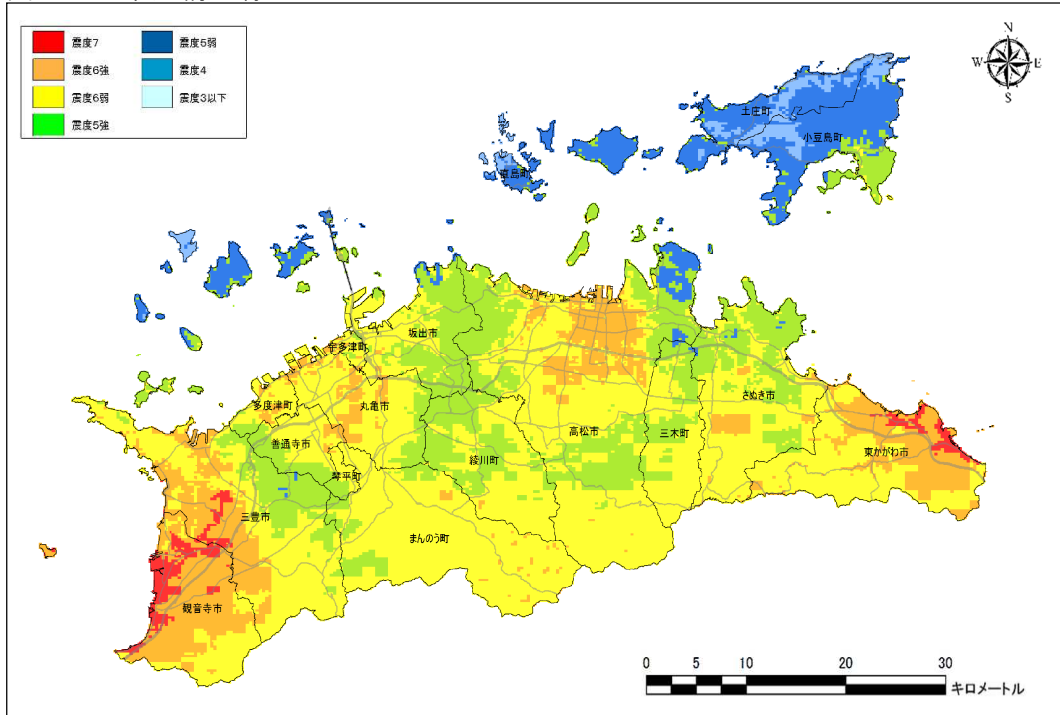 震度7
震度6強
震度6弱
震度5強
震度5弱
震度4
震度3以下
N
W
E
S
土庄町
小豆島町
直島町
坂出市
宇多津町
多度津町
丸亀市
さぬき市
善通寺市
高松市
三木町
綾川町
東かがわ市
琴平町
三豊市
まんのう町
観音寺市
0 5 10 20 30
キロメートル